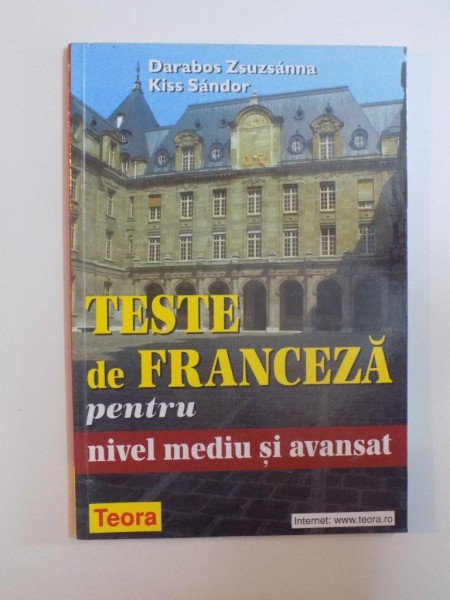 Darabos Zsuzsánna
Kiss Sándor
TESTE
de FRANCEZĂ
pentru
nivel mediu și avansat
Teora
Internet: www.teora.ro